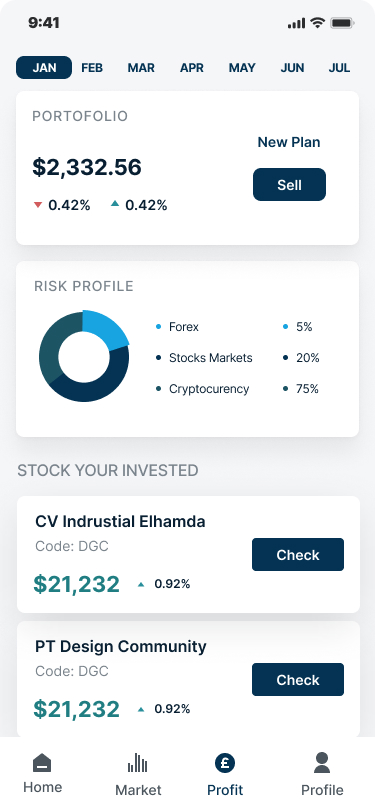 9:41
JAN FEB MAR APR MAY JUN JUL
PORTOFOLIO
New Plan
$2,332.56
Sell
0.42% 0.42%
RISK PROFILE
Forex 5%
Stocks Markets 20%
Cryptocurency 75%
STOCK YOUR INVESTED
CV Indrustial Elhamda
Code: DGC
Check
$21,232 0.92%
PT Design Community
Code: DGC
Check
$21,232 0.92%
£
Home Market Profit Profile